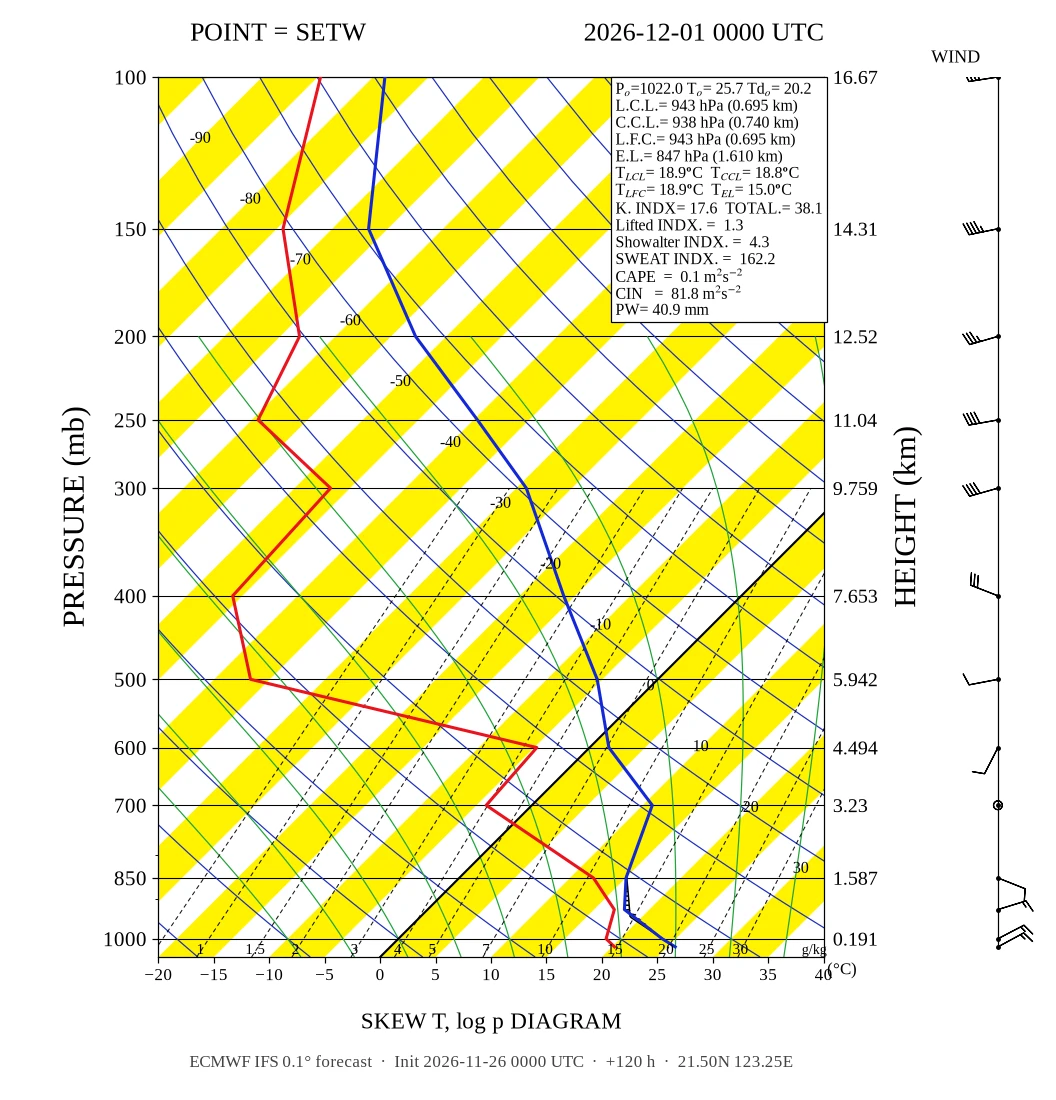 POINT = SETW
2026-12-01 0000 UTC
WIND
P₀=1022.0 T₀= 25.7 Td₀= 20.2
L.C.L.= 943 hPa (0.695 km)
C.C.L.= 938 hPa (0.740 km)
L.F.C.= 943 hPa (0.695 km)
E.L.= 847 hPa (1.610 km)
T_LCL= 18.9°C T_CCL= 18.8°C
T_LFC= 18.9°C T_EL= 15.0°C
K. INDX= 17.6 TOTAL.= 38.1
Lifted INDX. = 1.3
Showalter INDX. = 4.3
SWEAT INDX. = 162.2
CAPE = 0.1 m²s⁻²
CIN = 81.8 m²s⁻²
PW= 40.9 mm
PRESSURE (mb)
100
150
200
250
300
400
500
600
700
850
1000
-90
-80
-70
-60
-50
-40
-30
-20
-10
0
10
20
30
16.67
14.31
12.52
11.04
9.759
7.653
5.942
4.494
3.23
1.587
0.191
HEIGHT (km)
1 1.5 2 3 4 5 7 10 15 20 25 30 g/kg
−20 −15 −10 −5 0 5 10 15 20 25 30 35 40 (°C)
SKEW T, log p DIAGRAM
ECMWF IFS 0.1° forecast · Init 2026-11-26 0000 UTC · +120 h · 21.50N 123.25E